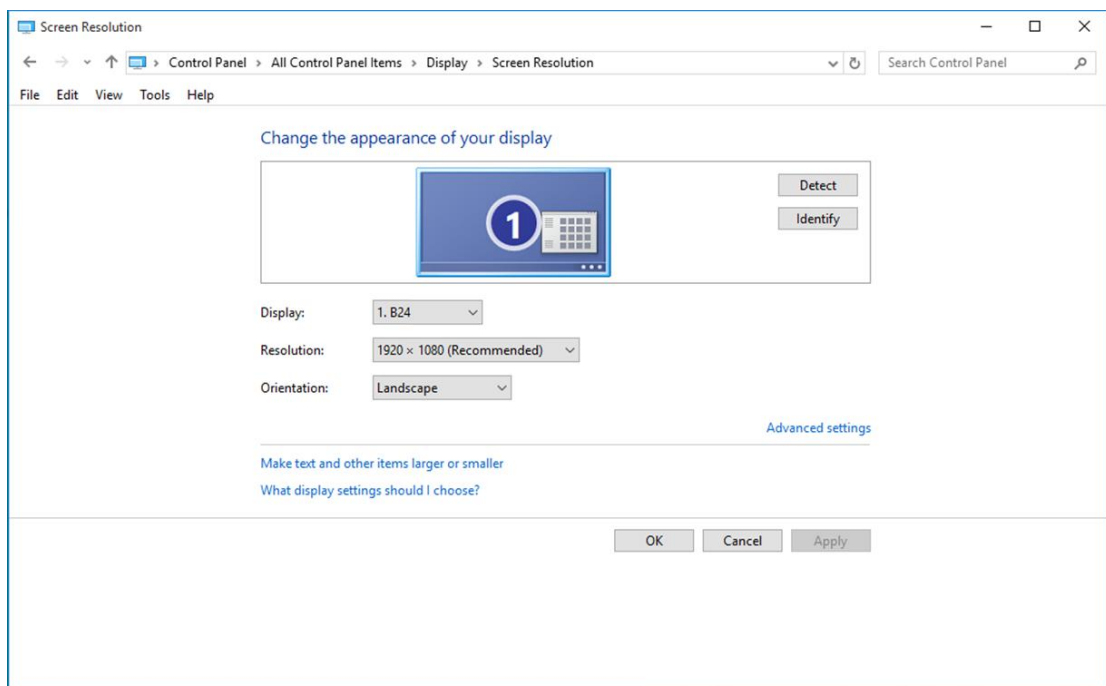 Screen Resolution
Control Panel > All Control Panel Items > Display > Screen Resolution
Search Control Panel
File Edit View Tools Help
Change the appearance of your display
1
Detect
Identify
Display: 1. B24
Resolution: 1920 × 1080 (Recommended)
Orientation: Landscape
Advanced settings
Make text and other items larger or smaller
What display settings should I choose?
OK Cancel Apply